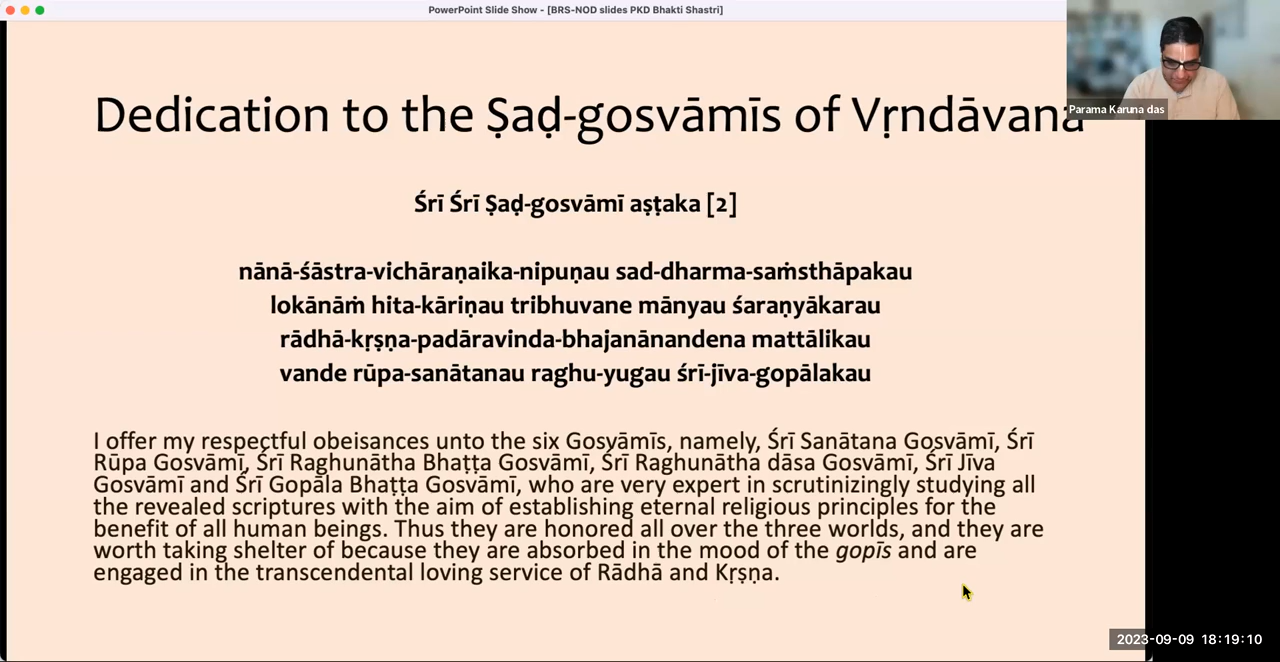 PowerPoint Slide Show - [BRS-NOD slides PKD Bhakti Shastri]
Parama Karuna das
Dedication to the Ṣaḍ-gosvāmīs of Vṛndāvana
Śrī Śrī Ṣaḍ-gosvāmī aṣṭaka [2]
nānā-śāstra-vichāraṇaika-nipuṇau sad-dharma-saṁsthāpakau
lokānāṁ hita-kāriṇau tribhuvane mānyau śaraṇyākarau
rādhā-kṛṣṇa-padāravinda-bhajanānandena mattālikau
vande rūpa-sanātanau raghu-yugau śrī-jīva-gopālakau
I offer my respectful obeisances unto the six Gosvāmīs, namely, Śrī Sanātana Gosvāmī, Śrī
Rūpa Gosvāmī, Śrī Raghunātha Bhaṭṭa Gosvāmī, Śrī Raghunātha dāsa Gosvāmī, Śrī Jīva
Gosvāmī and Śrī Gopāla Bhaṭṭa Gosvāmī, who are very expert in scrutinizingly studying all
the revealed scriptures with the aim of establishing eternal religious principles for the
benefit of all human beings. Thus they are honored all over the three worlds, and they are
worth taking shelter of because they are absorbed in the mood of the gopīs and are
engaged in the transcendental loving service of Rādhā and Kṛṣṇa.
2023-09-09 18:19:10